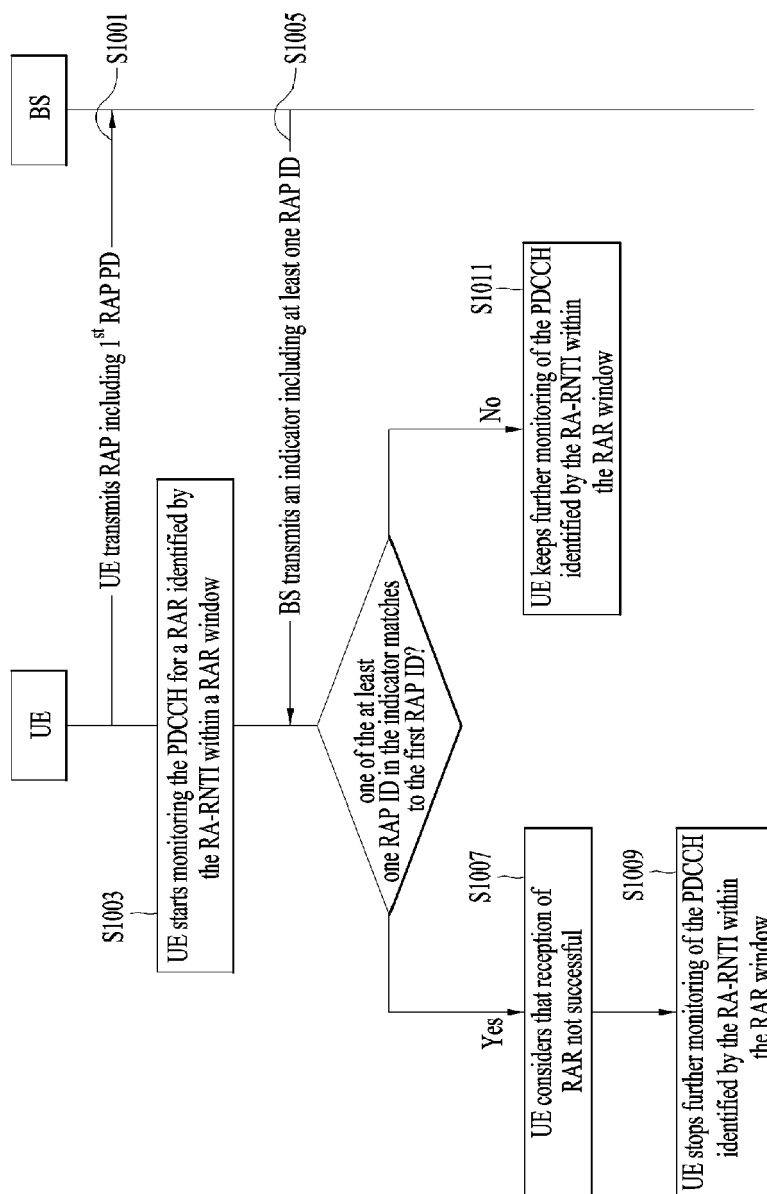 UE
BS
UE transmits RAP including 1st RAP PD
S1001
S1003
UE starts monitoring the PDCCH for a RAR identified by
the RA-RNTI within a RAR window
BS transmits an indicator including at least one RAP ID
S1005
one of the at least
one RAP ID in the indicator matches
to the first RAP ID?
Yes
No
S1007
UE considers that reception of
RAR not successful
S1009
UE stops further monitoring of the PDCCH
identified by the RA-RNTI within
the RAR window
S1011
UE keeps further monitoring of the PDCCH
identified by the RA-RNTI within
the RAR window